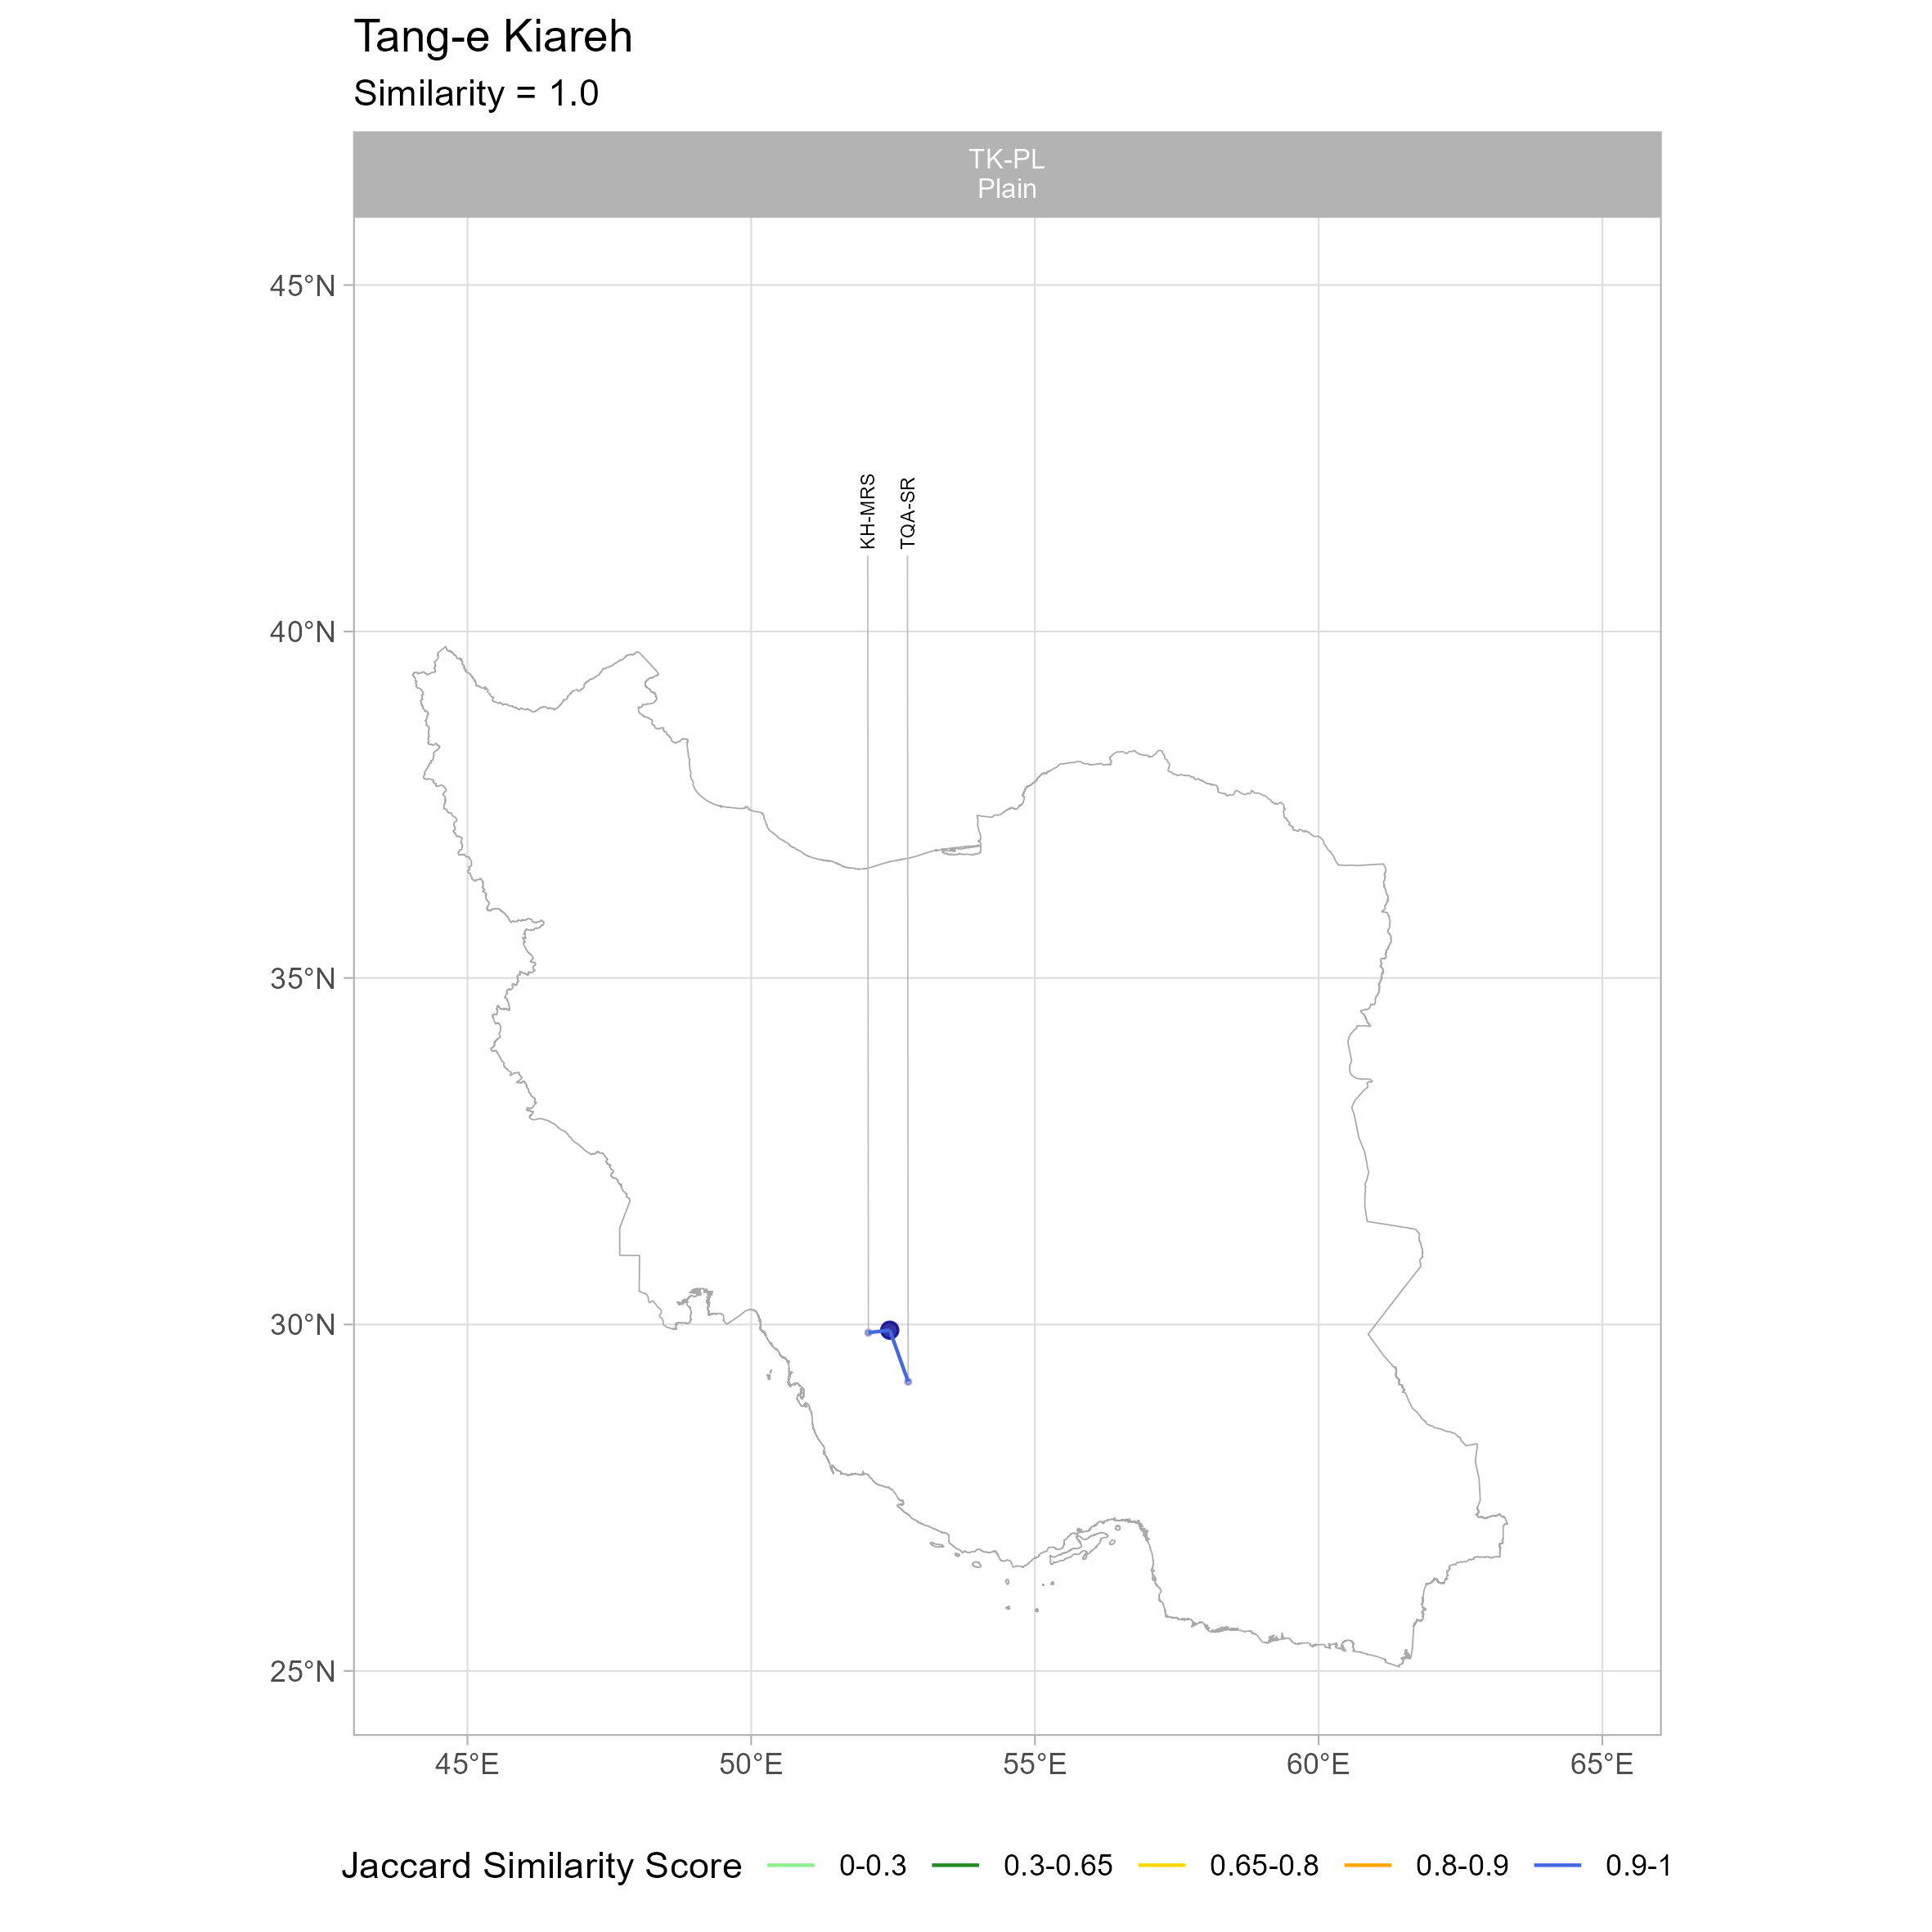 Tang-e Kiareh
Similarity = 1.0
TK-PL
Plain
45°N
KH-MRS
TQA-SR
40°N
35°N
30°N
25°N
45°E 50°E 55°E 60°E 65°E
Jaccard Similarity Score 0-0.3 0.3-0.65 0.65-0.8 0.8-0.9 0.9-1